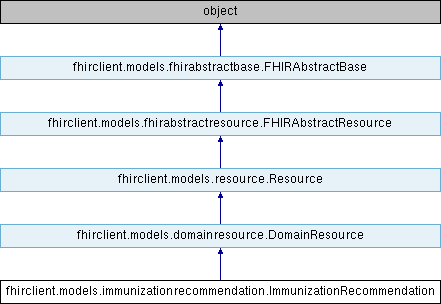 object
fhirclient.models.fhirabstractbase.FHIRAbstractBase
fhirclient.models.fhirabstractresource.FHIRAbstractResource
fhirclient.models.resource.Resource
fhirclient.models.domainresource.DomainResource
fhirclient.models.immunizationrecommendation.ImmunizationRecommendation